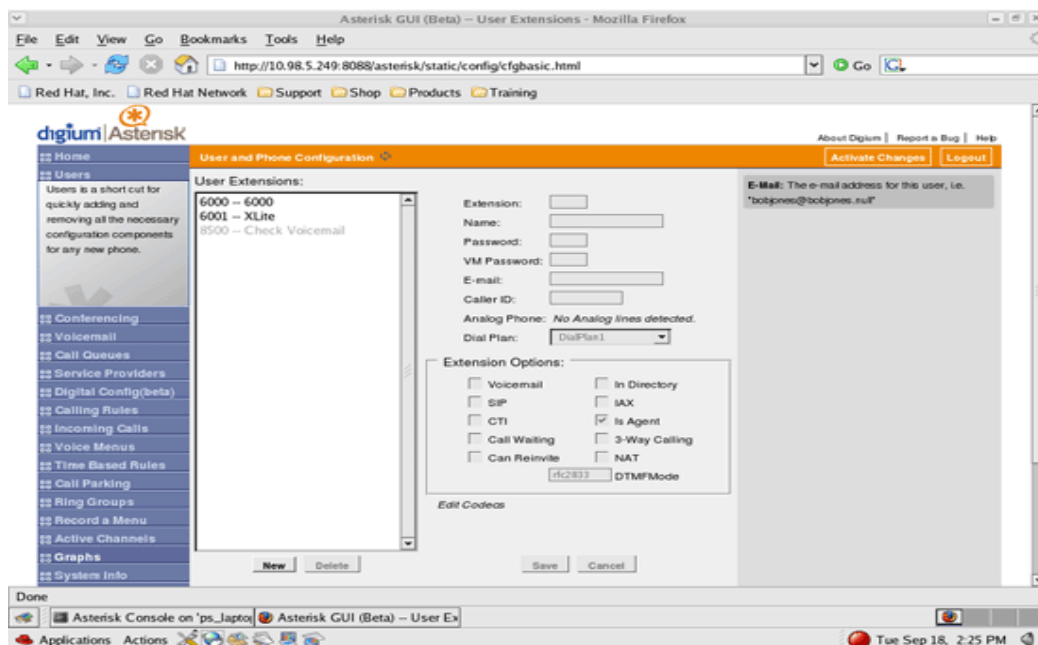 Asterisk GUI (Beta) -- User Extensions - Mozilla Firefox
File Edit View Go Bookmarks Tools Help
http://10.98.5.249:8088/asterisk/static/config/cfgbasic.html
Go
Red Hat, Inc. Red Hat Network Support Shop Products Training
digium Asterisk
About Digium | Report a Bug | Help
Home
User and Phone Configuration
Activate Changes
Logout
Users
Users is a short cut for
quickly adding and
removing all the necessary
configuration components
for any new phone.
Conferencing
Voicemail
Call Queues
Service Providers
Digital Config(beta)
Calling Rules
Incoming Calls
Voice Menus
Time Based Rules
Call Parking
Ring Groups
Record a Menu
Active Channels
Graphs
System Info
User Extensions:
6000 -- 6000
6001 -- XLite
8500 -- Check Voicemail
New
Delete
Extension:
Name:
Password:
VM Password:
E-mail:
Caller ID:
Analog Phone: No Analog lines detected.
Dial Plan: DialPlan1
Extension Options:
Voicemail In Directory
SIP IAX
CTI Is Agent
Call Waiting 3-Way Calling
Can Reinvite NAT
rfc2833 DTMFMode
Edit Codecs
Save
Cancel
E-Mail: The e-mail address for this user, i.e.
"bobjones@bobjones.null"
Done
Asterisk Console on 'ps_laptop
Asterisk GUI (Beta) -- User Ex
Applications Actions
Tue Sep 18, 2:25 PM